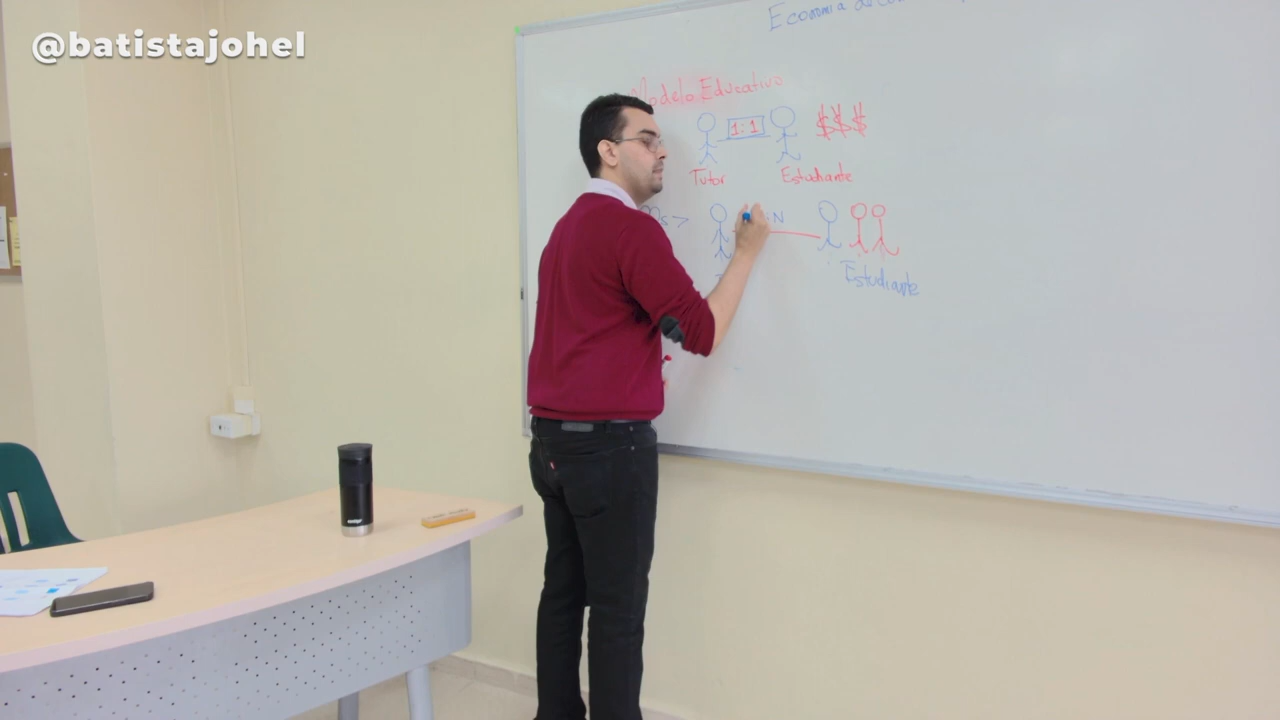 @batistajohel
Economia de
Modelo Educativo
1:1
$$$
Tutor
Estudiante
N
Estudiante